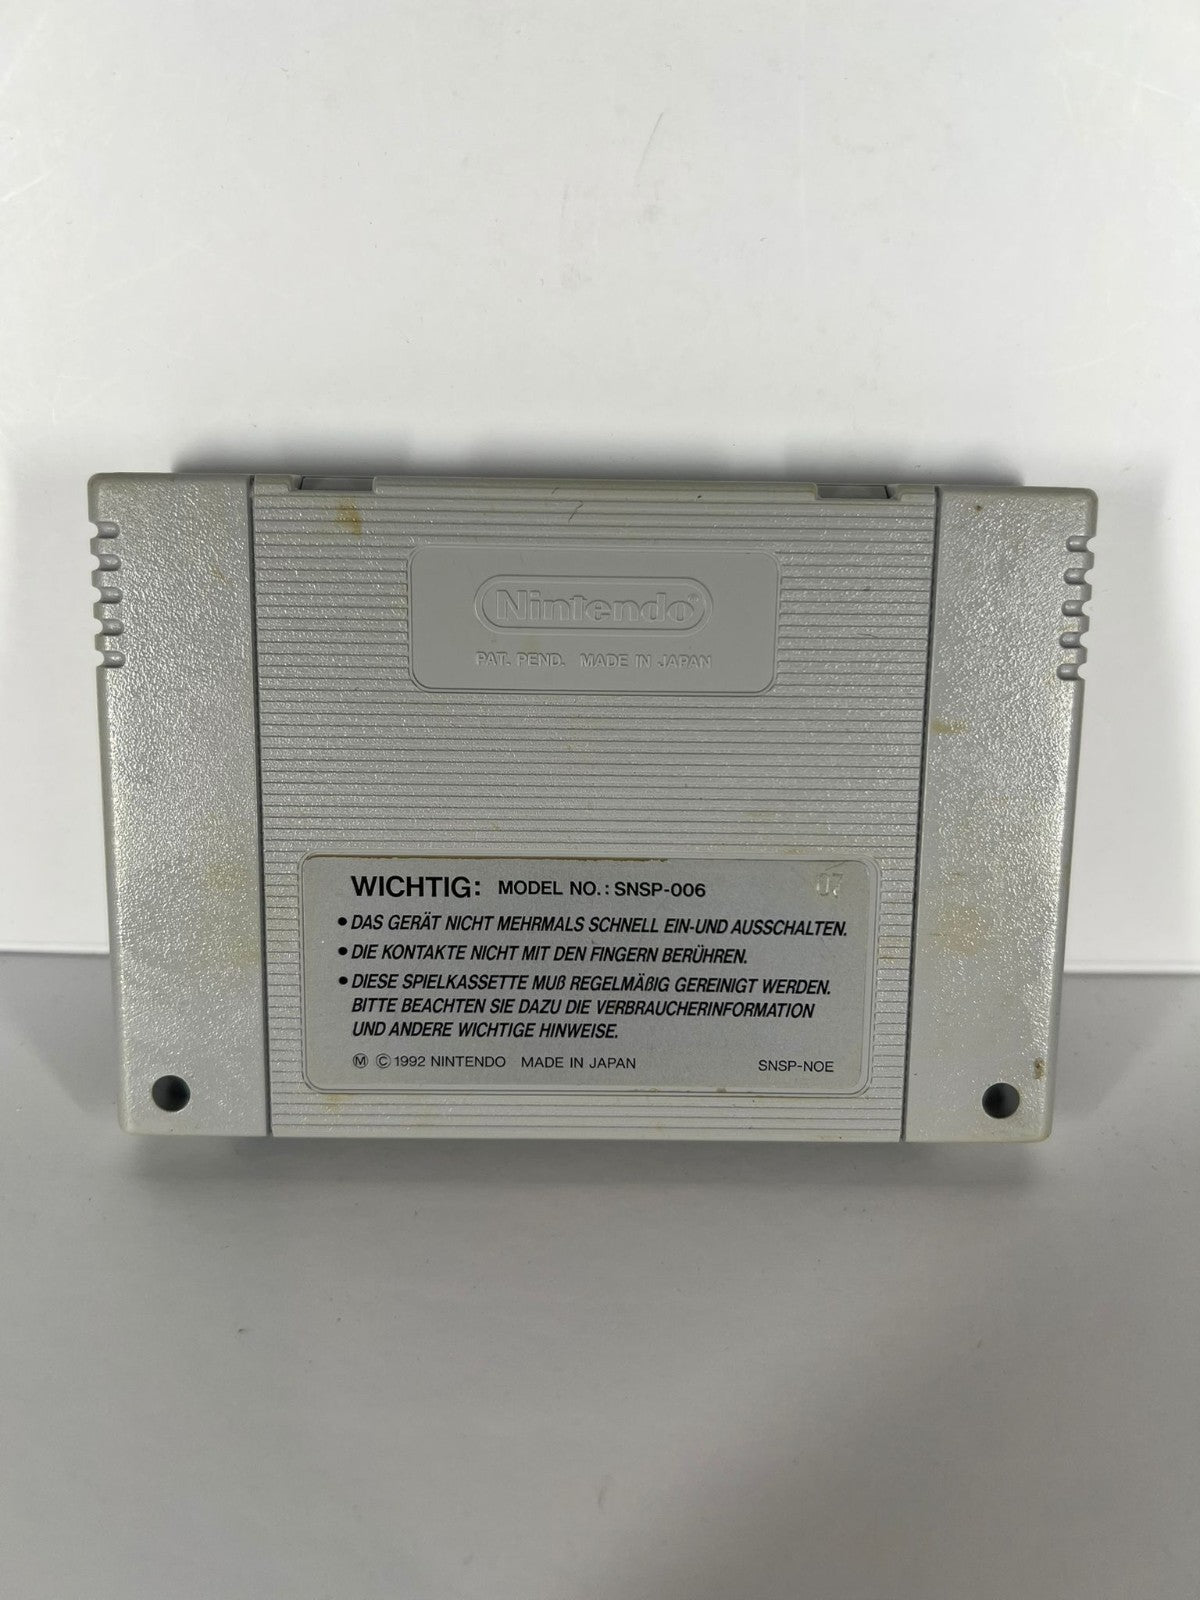 Nintendo®
PAT. PEND. MADE IN JAPAN
WICHTIG: MODEL NO.: SNSP-006
07
• DAS GERÄT NICHT MEHRMALS SCHNELL EIN-UND AUSSCHALTEN.
• DIE KONTAKTE NICHT MIT DEN FINGERN BERÜHREN.
• DIESE SPIELKASSETTE MUß REGELMÄßIG GEREINIGT WERDEN.
BITTE BEACHTEN SIE DAZU DIE VERBRAUCHERINFORMATION
UND ANDERE WICHTIGE HINWEISE.
Ⓜ © 1992 NINTENDO MADE IN JAPAN SNSP-NOE